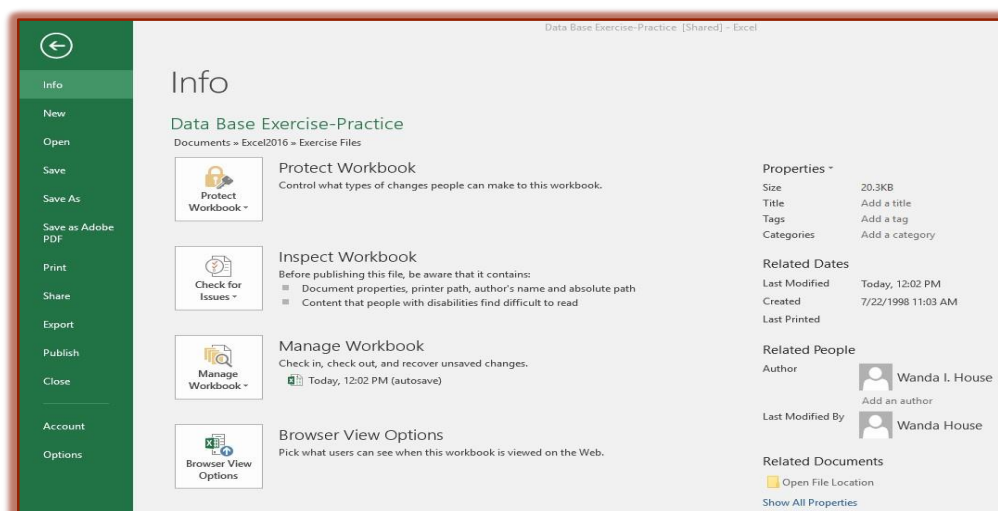 Data Base Exercise-Practice [Shared] - Excel
Info
New
Open
Save
Save As
Save as Adobe
PDF
Print
Share
Export
Publish
Close
Account
Options
Info
Data Base Exercise-Practice
Documents » Excel2016 » Exercise Files
Protect
Workbook
Protect Workbook
Control what types of changes people can make to this workbook.
Check for
Issues
Inspect Workbook
Before publishing this file, be aware that it contains:
Document properties, printer path, author's name and absolute path
Content that people with disabilities find difficult to read
Manage
Workbook
Manage Workbook
Check in, check out, and recover unsaved changes.
Today, 12:02 PM (autosave)
Browser View
Options
Browser View Options
Pick what users can see when this workbook is viewed on the Web.
Properties
Size 20.3KB
Title Add a title
Tags Add a tag
Categories Add a category
Related Dates
Last Modified Today, 12:02 PM
Created 7/22/1998 11:03 AM
Last Printed
Related People
Author Wanda I. House
Add an author
Last Modified By Wanda House
Related Documents
Open File Location
Show All Properties